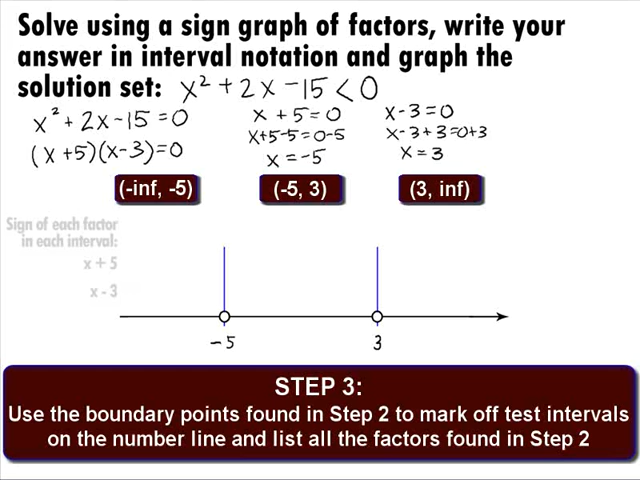 Solve using a sign graph of factors, write your
answer in interval notation and graph the
solution set: x² + 2x - 15 < 0
x² + 2x - 15 = 0
(x + 5)(x - 3) = 0
x + 5 = 0
x + 5 - 5 = 0 - 5
x = -5
x - 3 = 0
x - 3 + 3 = 0 + 3
x = 3
(-inf, -5)
(-5, 3)
(3, inf)
Sign of each factor
in each interval:
x + 5
x - 3
-5
3
STEP 3:
Use the boundary points found in Step 2 to mark off test intervals
on the number line and list all the factors found in Step 2